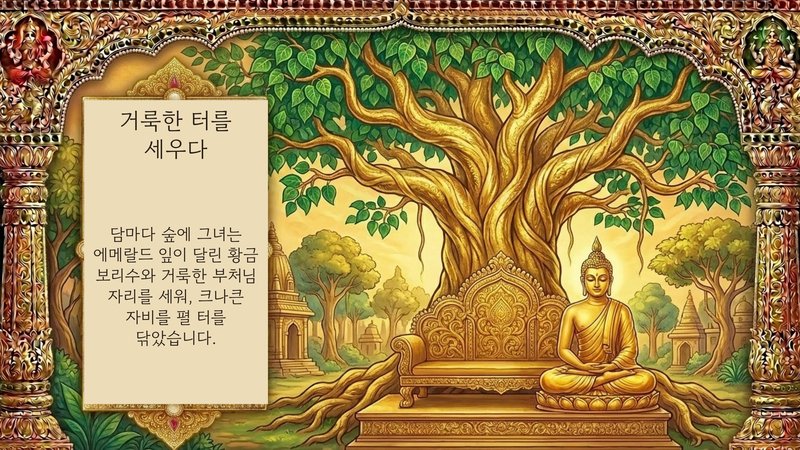 거룩한 터를
세우다
담마다 숲에 그녀는
에메랄드 잎이 달린 황금
보리수와 거룩한 부처님
자리를 세워, 크나큰
자비를 펼 터를
닦았습니다.